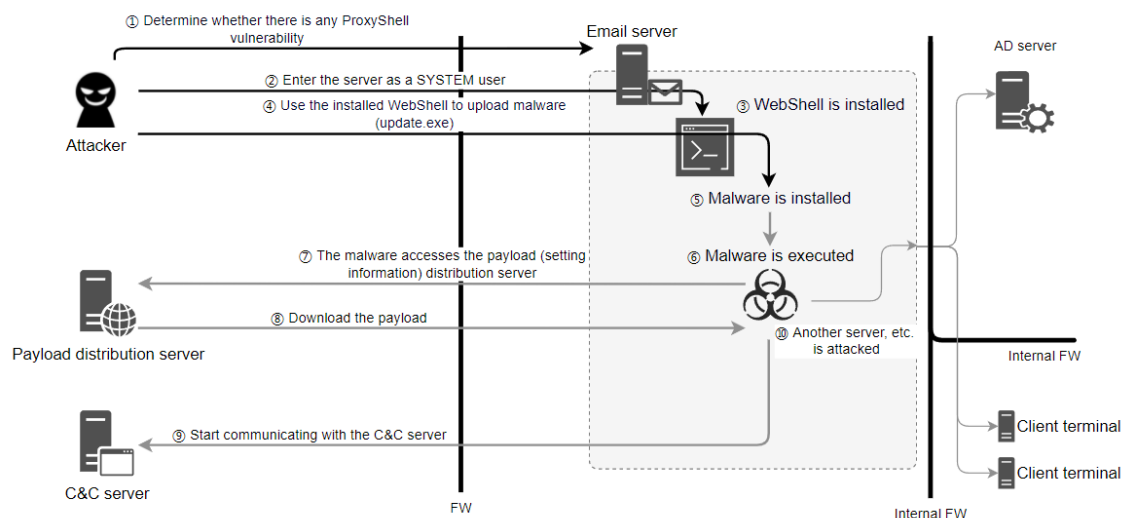 ① Determine whether there is any ProxyShell
vulnerability
Email server
AD server
② Enter the server as a SYSTEM user
④ Use the installed WebShell to upload malware
(update.exe)
③ WebShell is installed
Attacker
⑤ Malware is installed
⑦ The malware accesses the payload (setting
information) distribution server
⑥ Malware is executed
⑧ Download the payload
⑩ Another server, etc.
is attacked
Payload distribution server
Internal FW
⑨ Start communicating with the C&C server
Client terminal
Client terminal
C&C server
FW
Internal FW